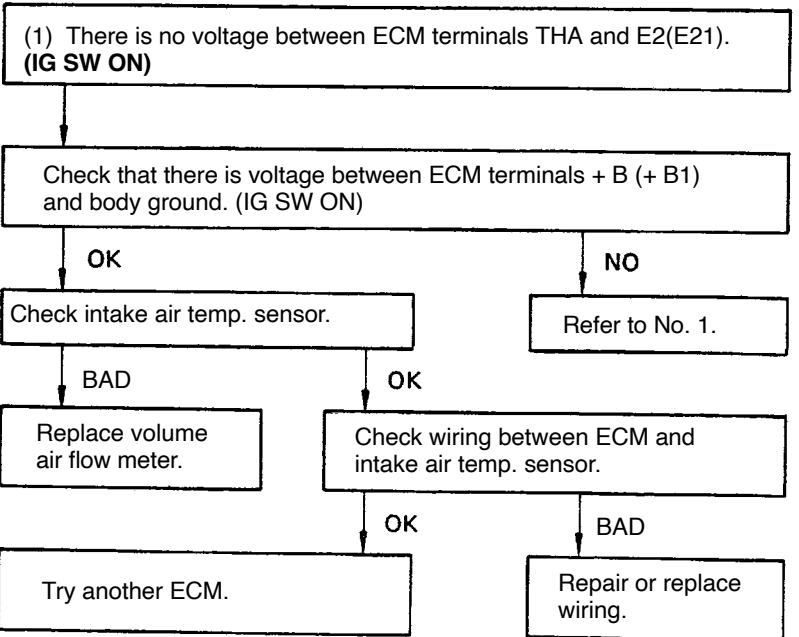 (1) There is no voltage between ECM terminals THA and E2(E21).
(IG SW ON)
Check that there is voltage between ECM terminals + B (+ B1)
and body ground. (IG SW ON)
OK
NO
Check intake air temp. sensor.
Refer to No. 1.
BAD
OK
Replace volume
air flow meter.
Check wiring between ECM and
intake air temp. sensor.
OK
BAD
Try another ECM.
Repair or replace
wiring.